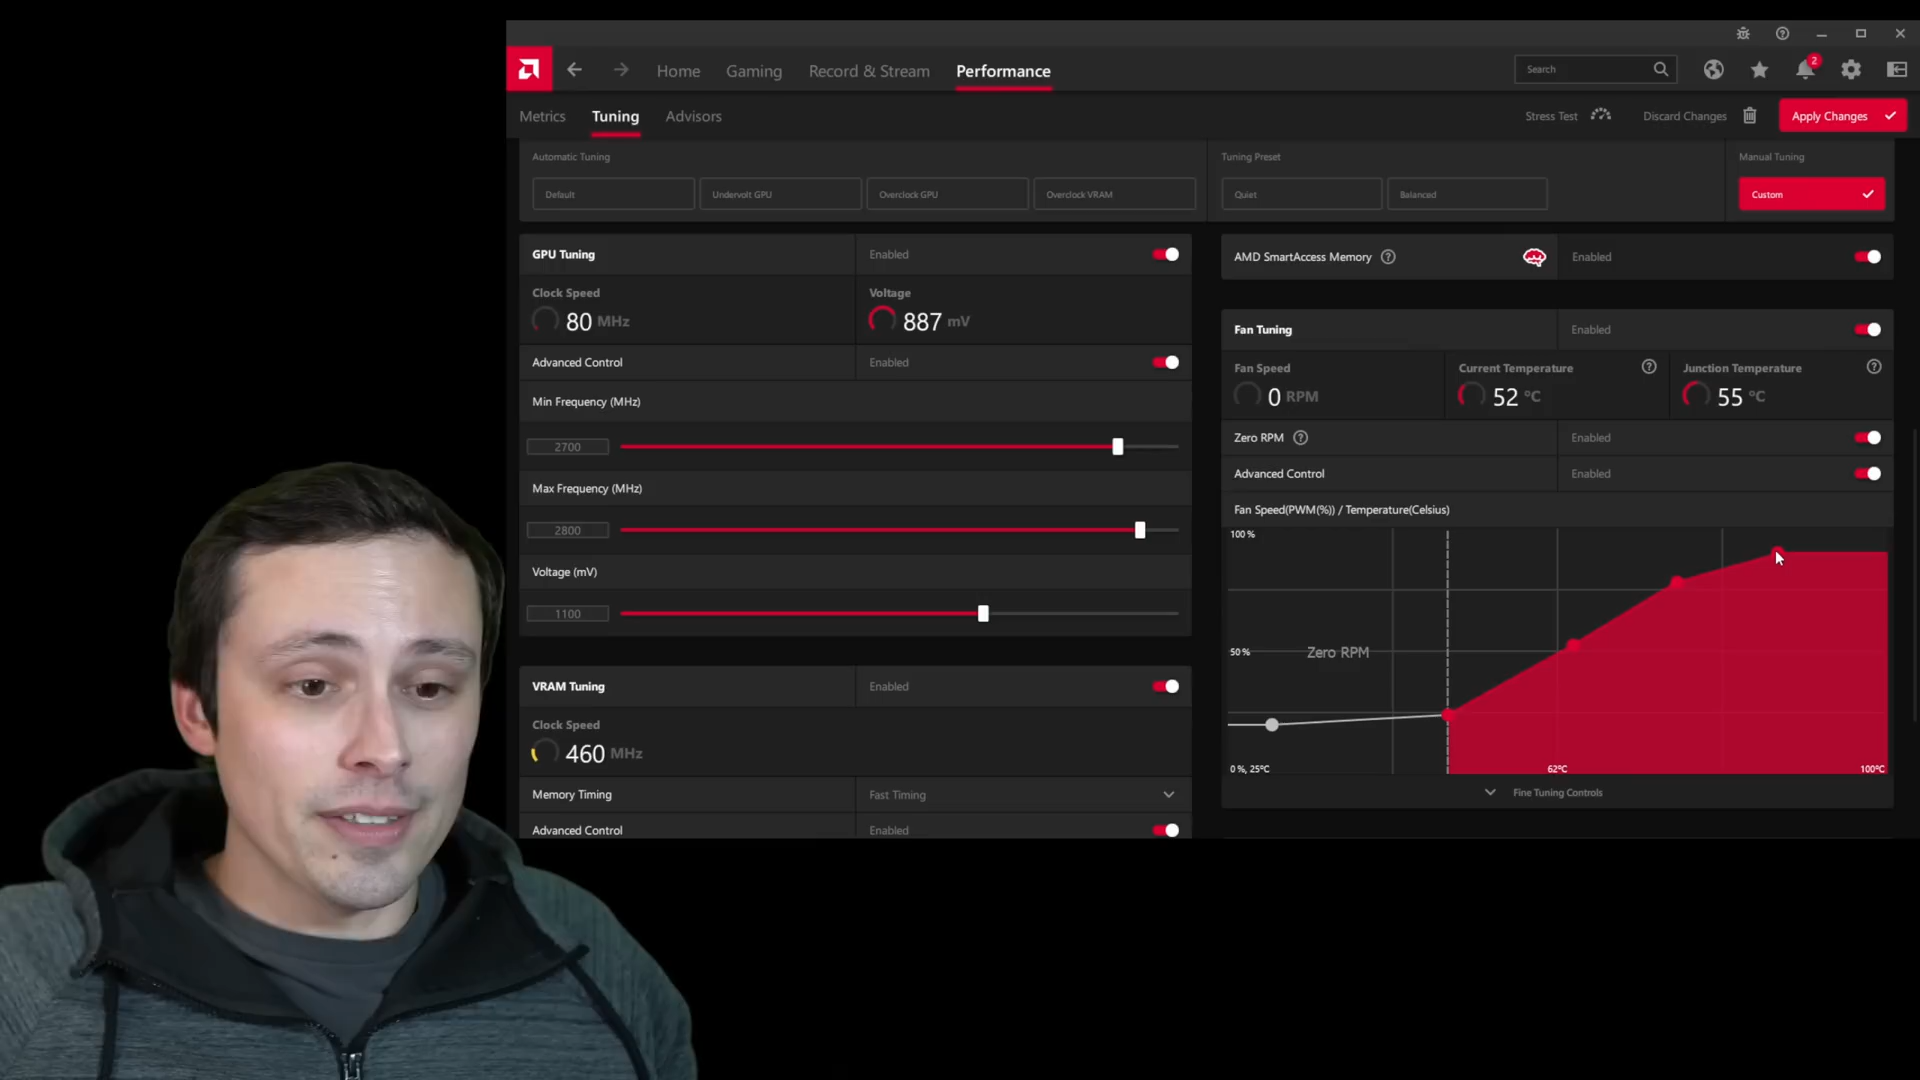 Home Gaming Record & Stream Performance
Search
2
Metrics Tuning Advisors
Stress Test Discard Changes Apply Changes
Automatic Tuning
Default Undervolt GPU Overclock GPU Overclock VRAM
Tuning Preset
Quiet Balanced
Manual Tuning
Custom
GPU Tuning Enabled
Clock Speed
80 MHz
Voltage
887 mV
Advanced Control Enabled
Min Frequency (MHz)
2700
Max Frequency (MHz)
2800
Voltage (mV)
1100
VRAM Tuning Enabled
Clock Speed
460 MHz
Memory Timing Fast Timing
Advanced Control Enabled
AMD SmartAccess Memory ? Enabled
Fan Tuning Enabled
Fan Speed
0 RPM
Current Temperature ?
52 °C
Junction Temperature ?
55 °C
Zero RPM ? Enabled
Advanced Control Enabled
Fan Speed(PWM(%)) / Temperature(Celsius)
100 %
50 % Zero RPM
0 %, 25°C 62°C 100°C
Fine Tuning Controls